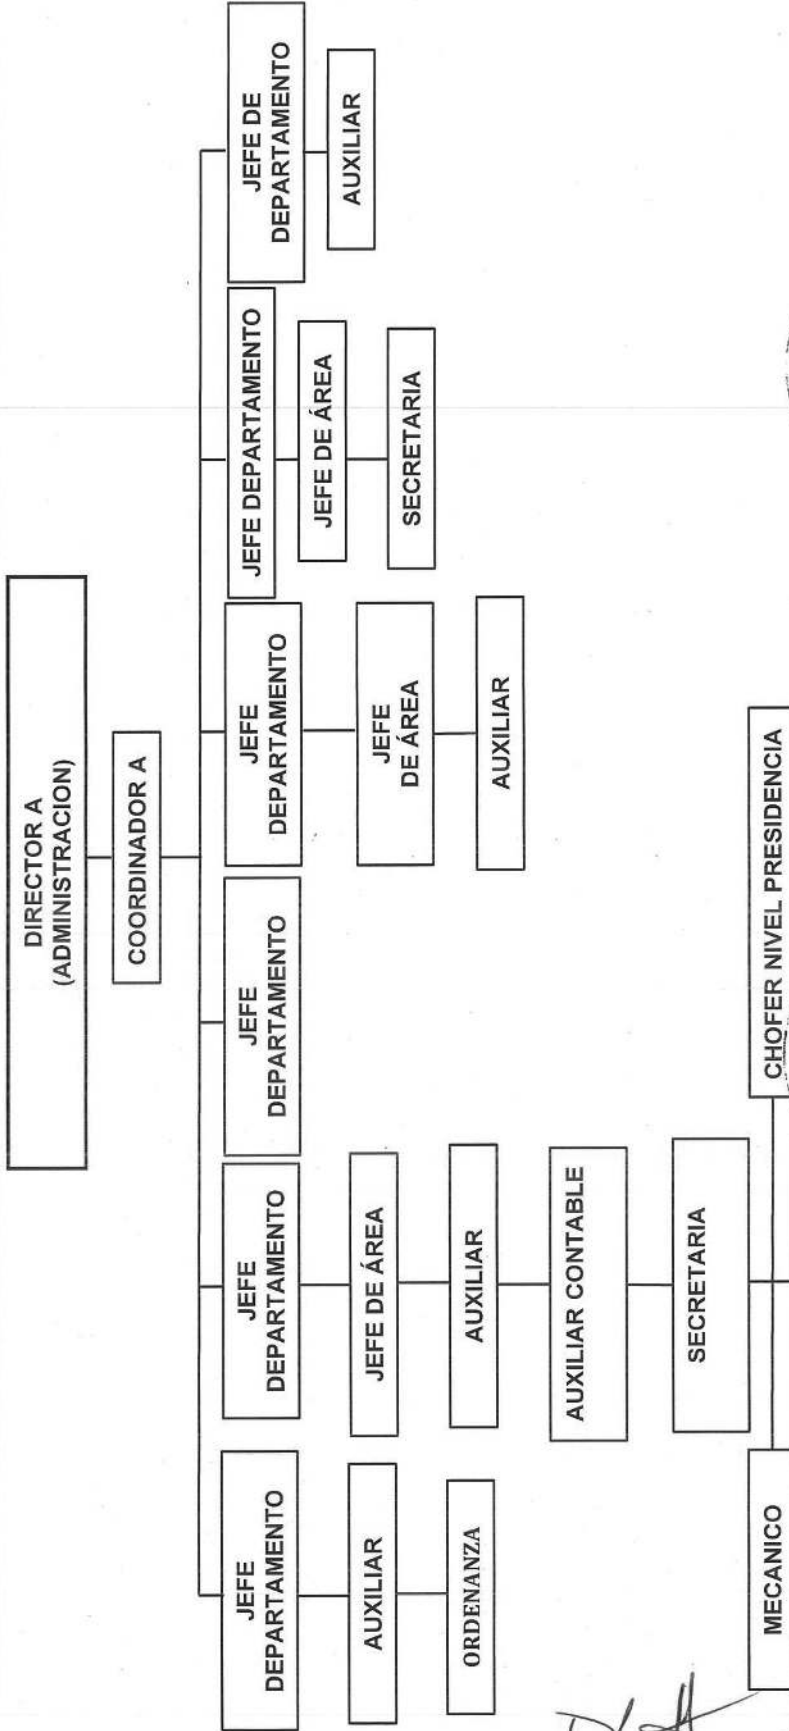 DIRECTOR A
(ADMINISTRACION)
COORDINADOR A
JEFE
DEPARTAMENTO
AUXILIAR
ORDENANZA
JEFE
DEPARTAMENTO
JEFE DE ÁREA
AUXILIAR
AUXILIAR CONTABLE
SECRETARIA
MECANICO
CHOFER NIVEL PRESIDENCIA
JEFE
DEPARTAMENTO
JEFE
DEPARTAMENTO
JEFE
DE ÁREA
AUXILIAR
JEFE DEPARTAMENTO
JEFE DE ÁREA
SECRETARIA
JEFE DE
DEPARTAMENTO
AUXILIAR